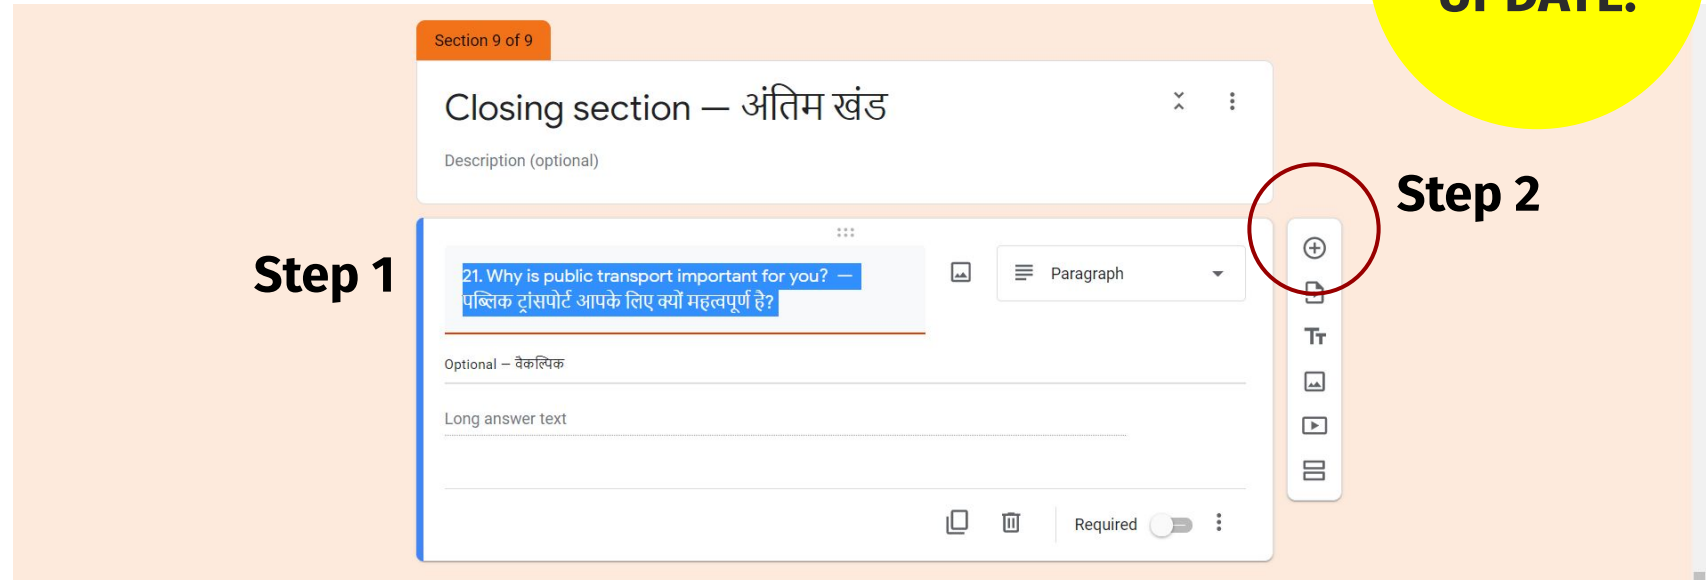 UPDATE!
Section 9 of 9
Closing section — अंतिम खंड
Description (optional)
Step 2
Step 1
21. Why is public transport important for you? —
पब्लिक ट्रांसपोर्ट आपके लिए क्यों महत्वपूर्ण है?
Paragraph
Optional — वैकल्पिक
Long answer text
Required